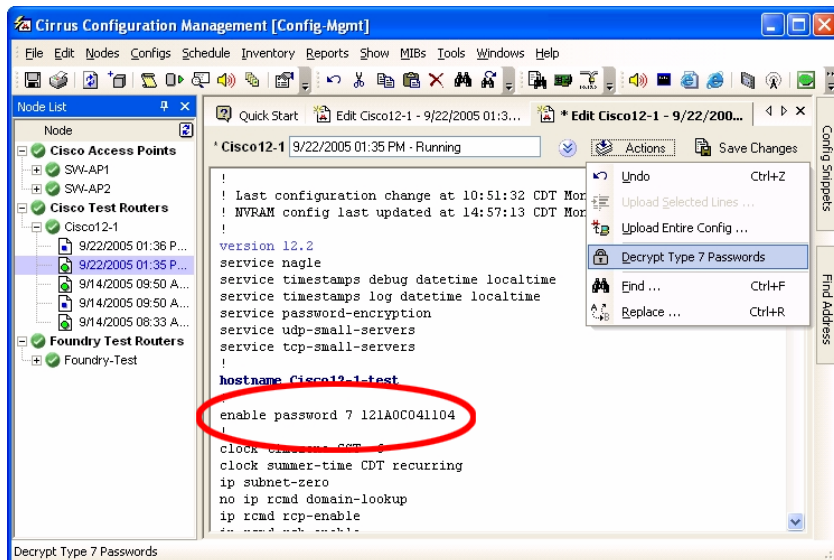 Cirrus Configuration Management [Config-Mgmt]
File Edit Nodes Configs Schedule Inventory Reports Show MIBs Tools Windows Help
Node List
Node
Cisco Access Points
SW-AP1
SW-AP2
Cisco Test Routers
Cisco12-1
9/22/2005 01:36 P...
9/22/2005 01:35 P...
9/14/2005 09:50 A...
9/14/2005 09:50 A...
9/14/2005 08:33 A...
Foundry Test Routers
Foundry-Test
Quick Start
Edit Cisco12-1 - 9/22/2005 01:3...
* Edit Cisco12-1 - 9/22/200...
* Cisco12-1
9/22/2005 01:35 PM - Running
Actions
Save Changes
!
! Last configuration change at 10:51:32 CDT Mon
! NVRAM config last updated at 14:57:13 CDT Mon
!
version 12.2
service nagle
service timestamps debug datetime localtime
service timestamps log datetime localtime
service password-encryption
service udp-small-servers
service tcp-small-servers
!
hostname Cisco12-1-test
!
enable password 7 121A0C041104
!
clock timezone CST -6
clock summer-time CDT recurring
ip subnet-zero
no ip rcmd domain-lookup
ip rcmd rcp-enable
Undo Ctrl+Z
Upload Selected Lines ...
Upload Entire Config ...
Decrypt Type 7 Passwords
Find ... Ctrl+F
Replace ... Ctrl+R
Config Snippets
Find Address
Decrypt Type 7 Passwords